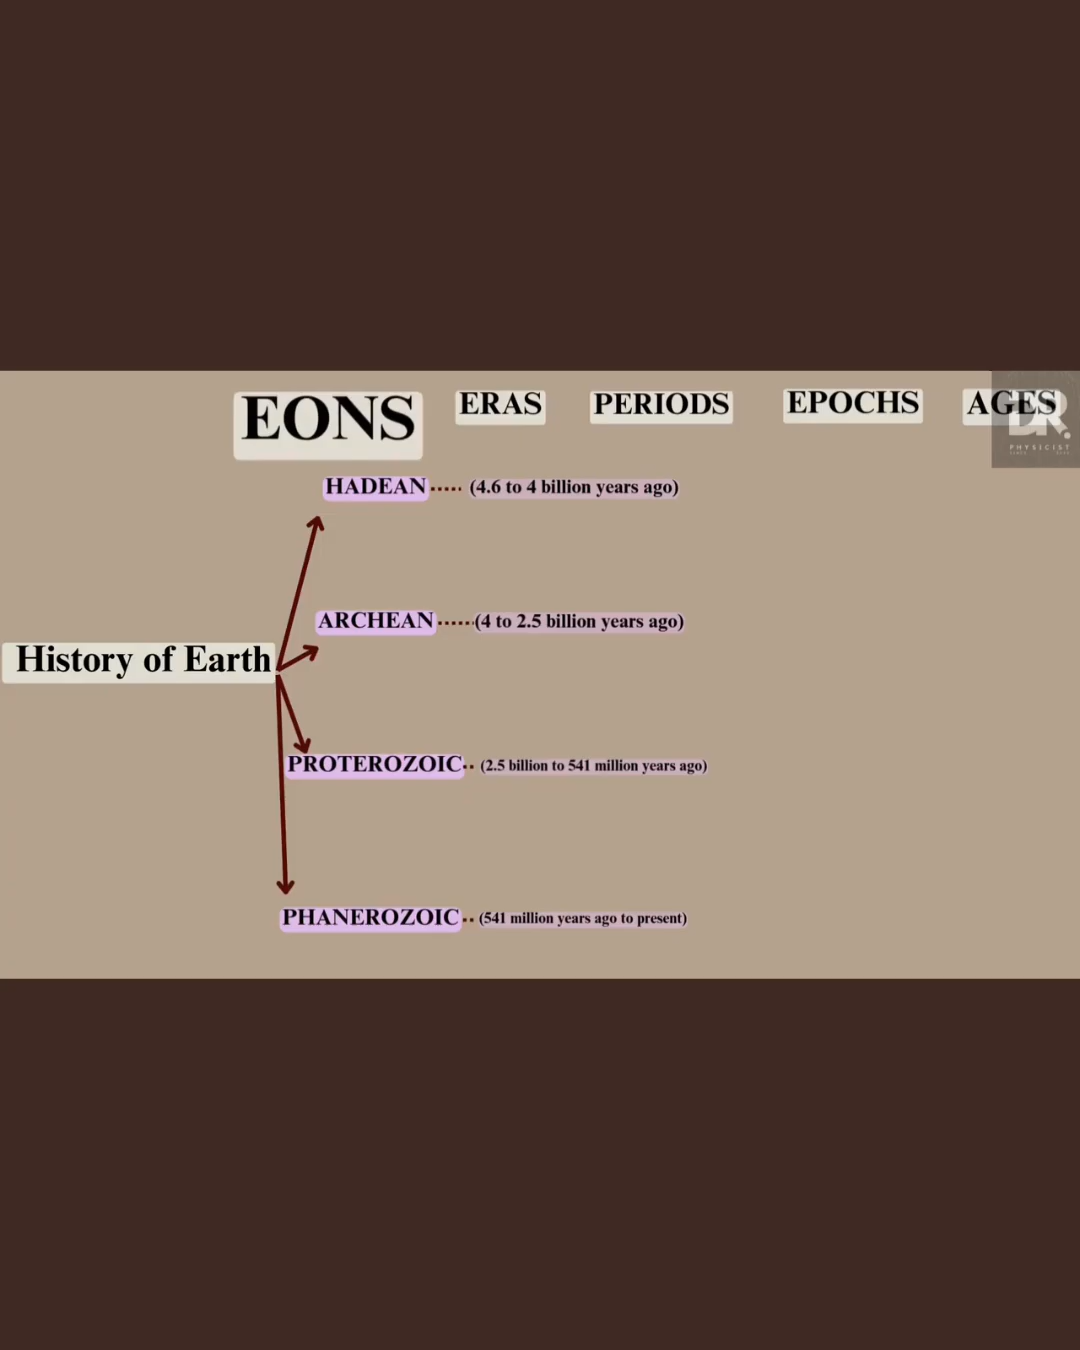 EONS ERAS PERIODS EPOCHS AGES
DR.
PHYSICIST
HADEAN ..... (4.6 to 4 billion years ago)
ARCHEAN ...... (4 to 2.5 billion years ago)
History of Earth
PROTEROZOIC .. (2.5 billion to 541 million years ago)
PHANEROZOIC .. (541 million years ago to present)